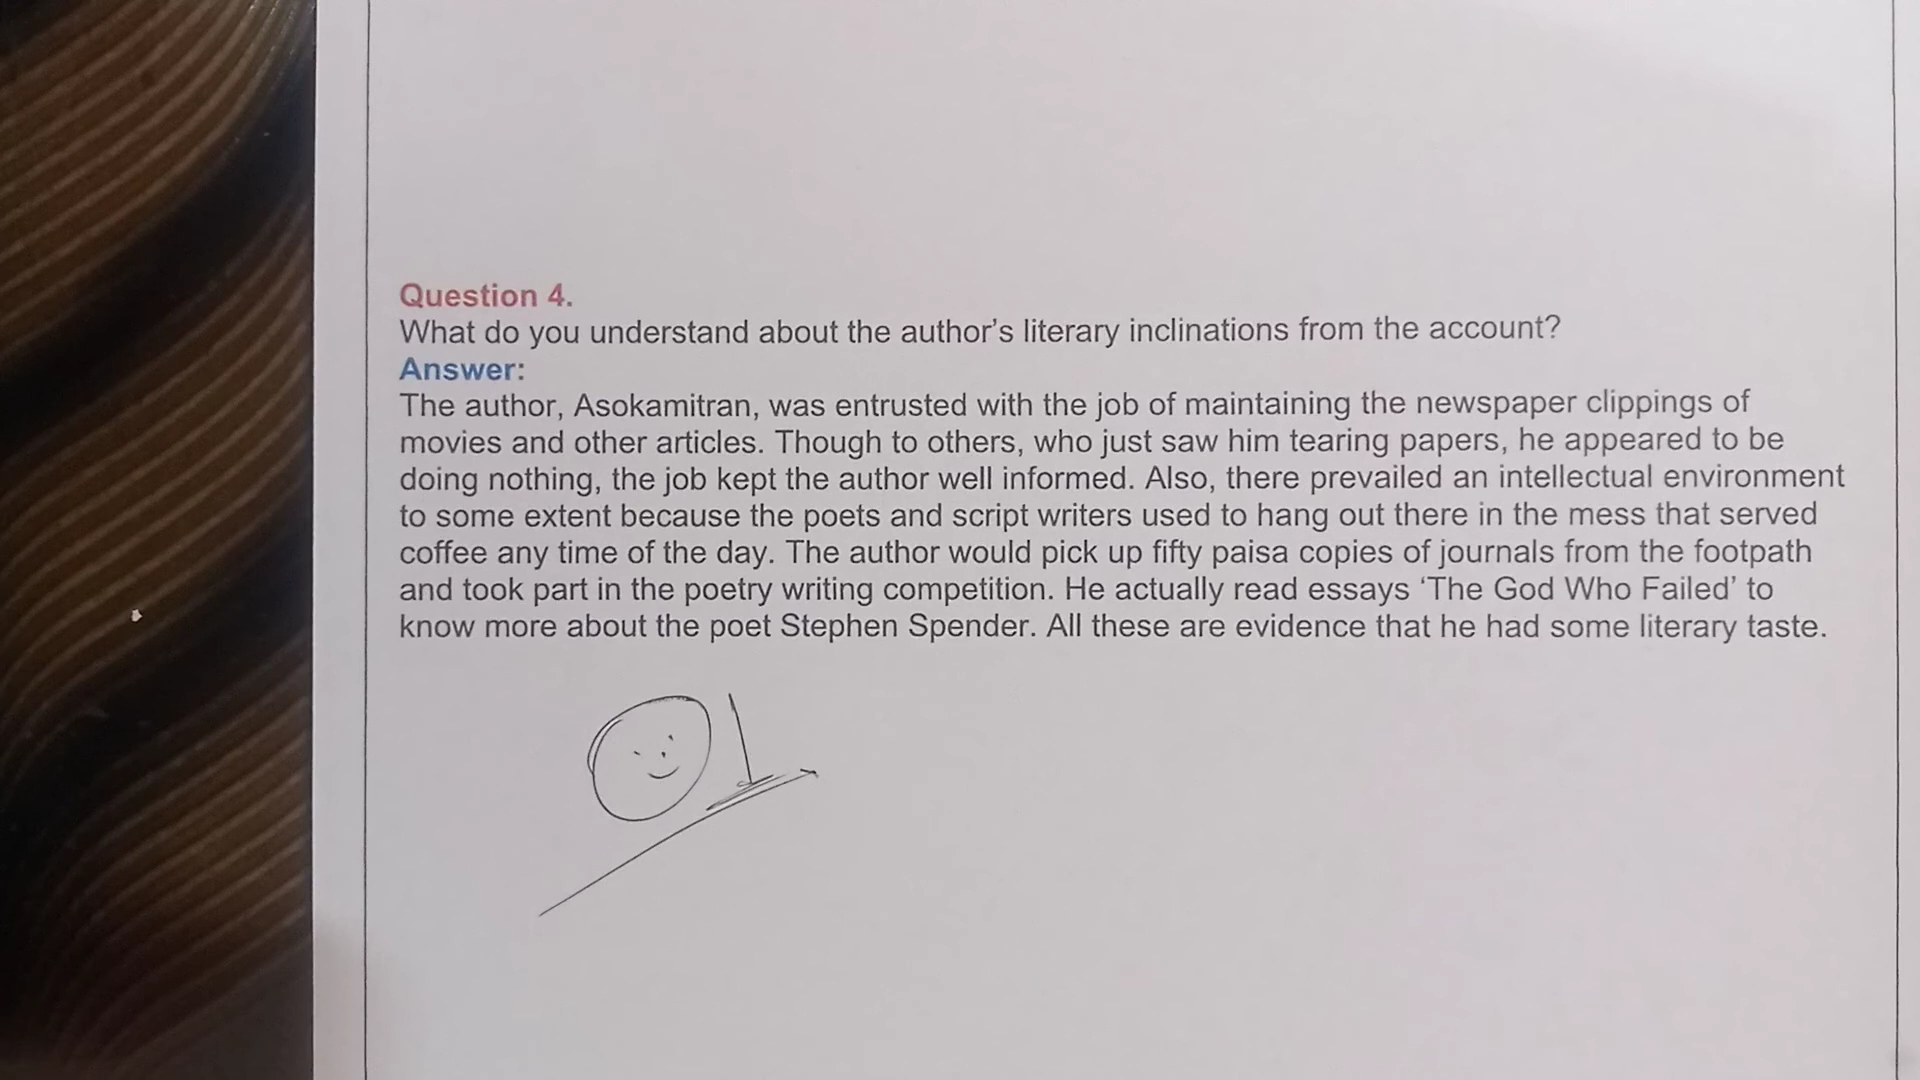 Question 4.
What do you understand about the author's literary inclinations from the account?
Answer:
The author, Asokamitran, was entrusted with the job of maintaining the newspaper clippings of
movies and other articles. Though to others, who just saw him tearing papers, he appeared to be
doing nothing, the job kept the author well informed. Also, there prevailed an intellectual environment
to some extent because the poets and script writers used to hang out there in the mess that served
coffee any time of the day. The author would pick up fifty paisa copies of journals from the footpath
and took part in the poetry writing competition. He actually read essays ‘The God Who Failed’ to
know more about the poet Stephen Spender. All these are evidence that he had some literary taste.